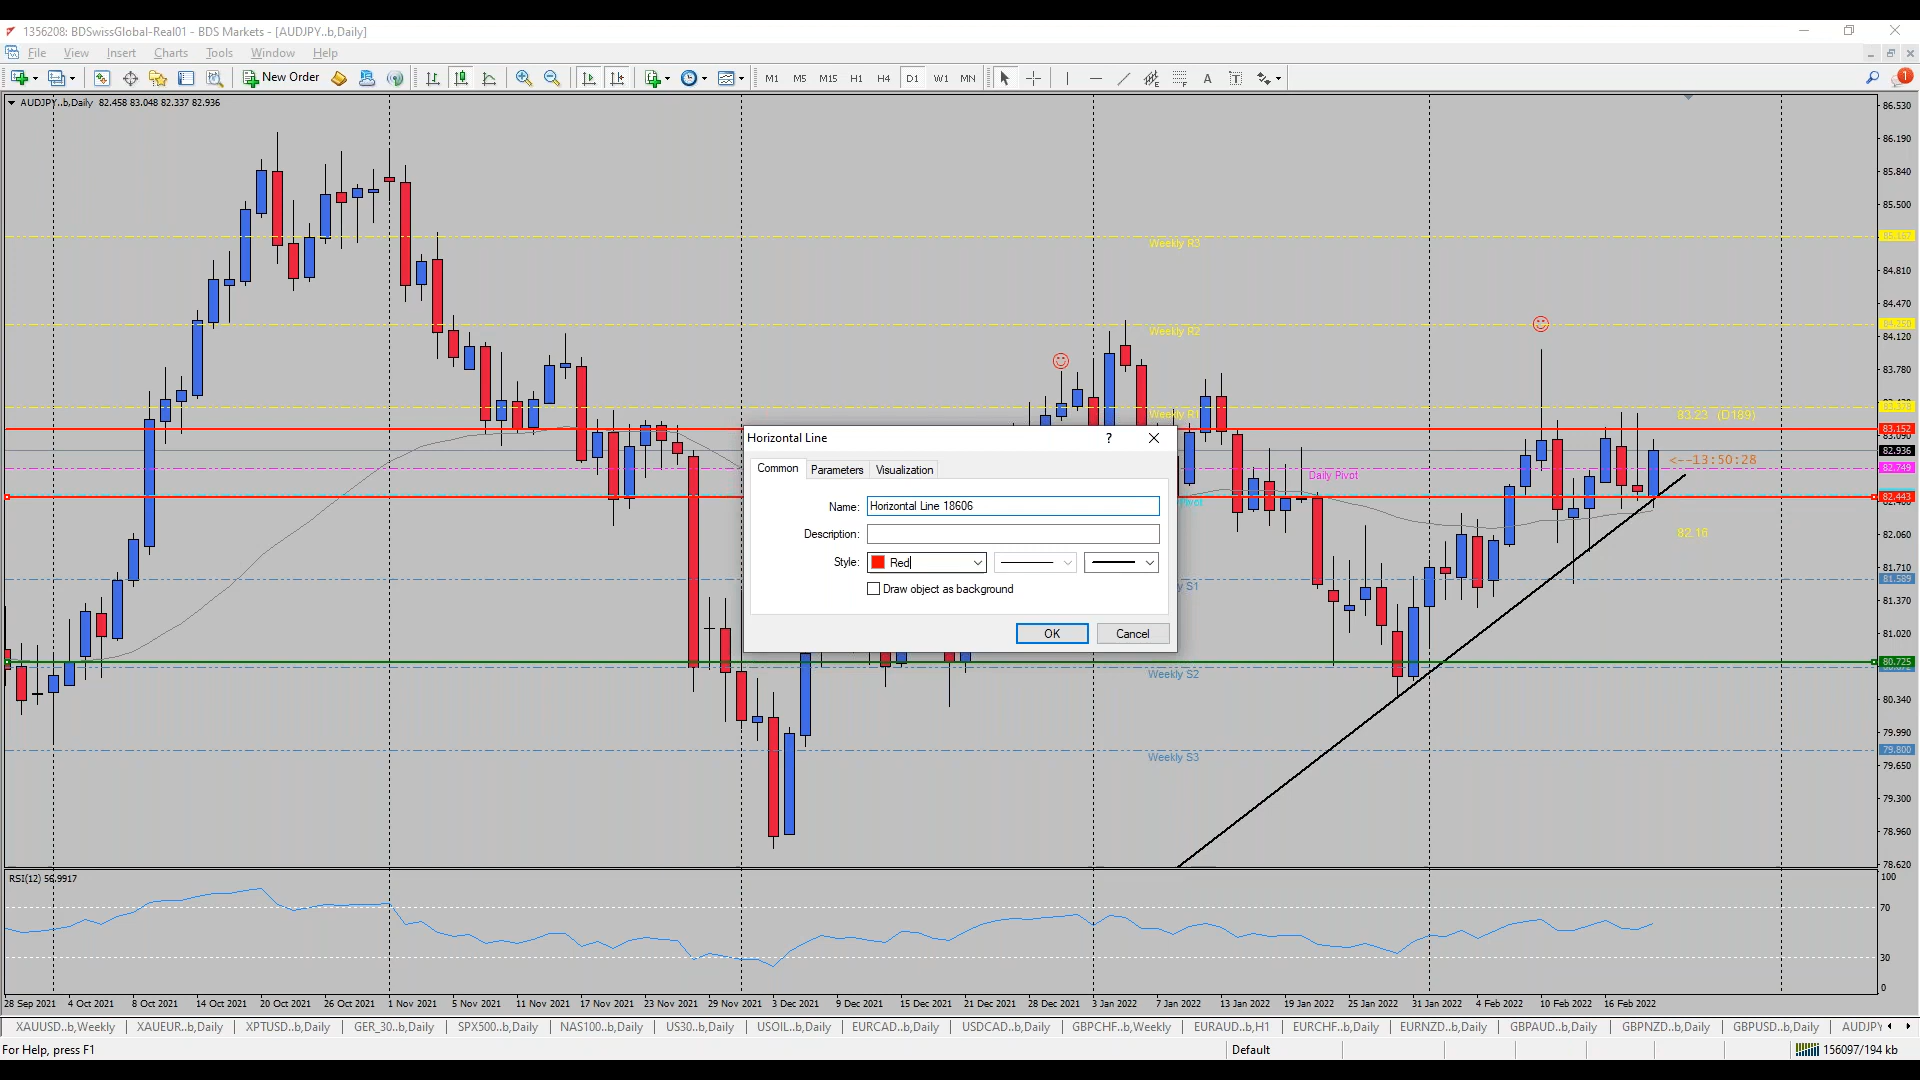 1356208: BDSwissGlobal-Real01 - BDS Markets - [AUDJPY..b,Daily]
File View Insert Charts Tools Window Help
New Order M1 M5 M15 H1 H4 D1 W1 MN A T 1
AUDJPY..b,Daily 82.458 83.048 82.337 82.936
86.530
86.190
85.840
85.500
85.167
Weekly R3
84.810
84.470
84.250
Weekly R2
84.120
83.780
Weekly R1
83.23 (D189)
83.152
83.090
82.936
<--13:50:28
82.749
Daily Pivot
82.443
82.16
82.060
81.710
81.589
81.370
81.020
80.725
Weekly S2
80.340
79.990
79.800
Weekly S3
79.650
79.300
78.960
78.620
Horizontal Line ?
Common Parameters Visualization
Name: Horizontal Line 18606
Description:
Style: Red
Draw object as background
OK Cancel
RSI(12) 56.9917
100
70
30
0
28 Sep 2021 4 Oct 2021 8 Oct 2021 14 Oct 2021 20 Oct 2021 26 Oct 2021 1 Nov 2021 5 Nov 2021 11 Nov 2021 17 Nov 2021 23 Nov 2021 29 Nov 2021 3 Dec 2021 9 Dec 2021 15 Dec 2021 21 Dec 2021 28 Dec 2021 3 Jan 2022 7 Jan 2022 13 Jan 2022 19 Jan 2022 25 Jan 2022 31 Jan 2022 4 Feb 2022 10 Feb 2022 16 Feb 2022
XAUUSD..b,Weekly XAUEUR..b,Daily XPTUSD..b,Daily GER_30..b,Daily SPX500..b,Daily NAS100..b,Daily US30..b,Daily USOIL..b,Daily EURCAD..b,Daily USDCAD..b,Daily GBPCHF..b,Weekly EURAUD..b,H1 EURCHF..b,Daily EURNZD..b,Daily GBPAUD..b,Daily GBPNZD..b,Daily GBPUSD..b,Daily AUDJPY
For Help, press F1 Default 156097/194 kb